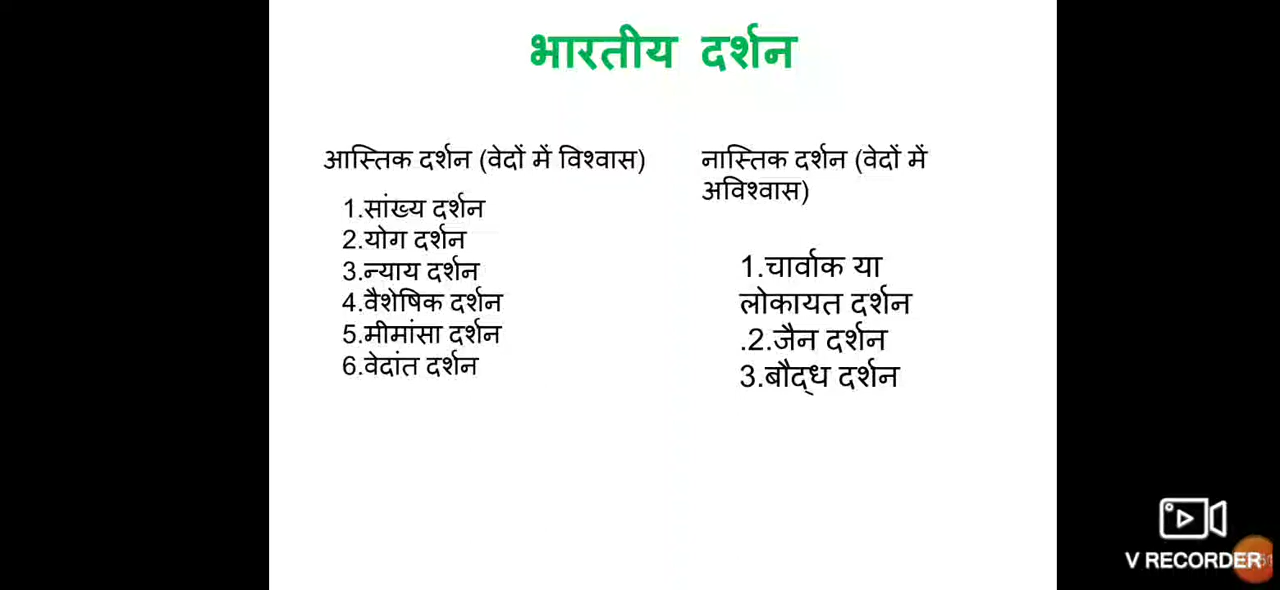 भारतीय दर्शन
आस्तिक दर्शन (वेदों में विश्वास)
1.सांख्य दर्शन
2.योग दर्शन
3.न्याय दर्शन
4.वैशेषिक दर्शन
5.मीमांसा दर्शन
6.वेदांत दर्शन
नास्तिक दर्शन (वेदों में
अविश्वास)
1.चार्वाक या
लोकायत दर्शन
.2.जैन दर्शन
3.बौद्ध दर्शन
V RECORDER